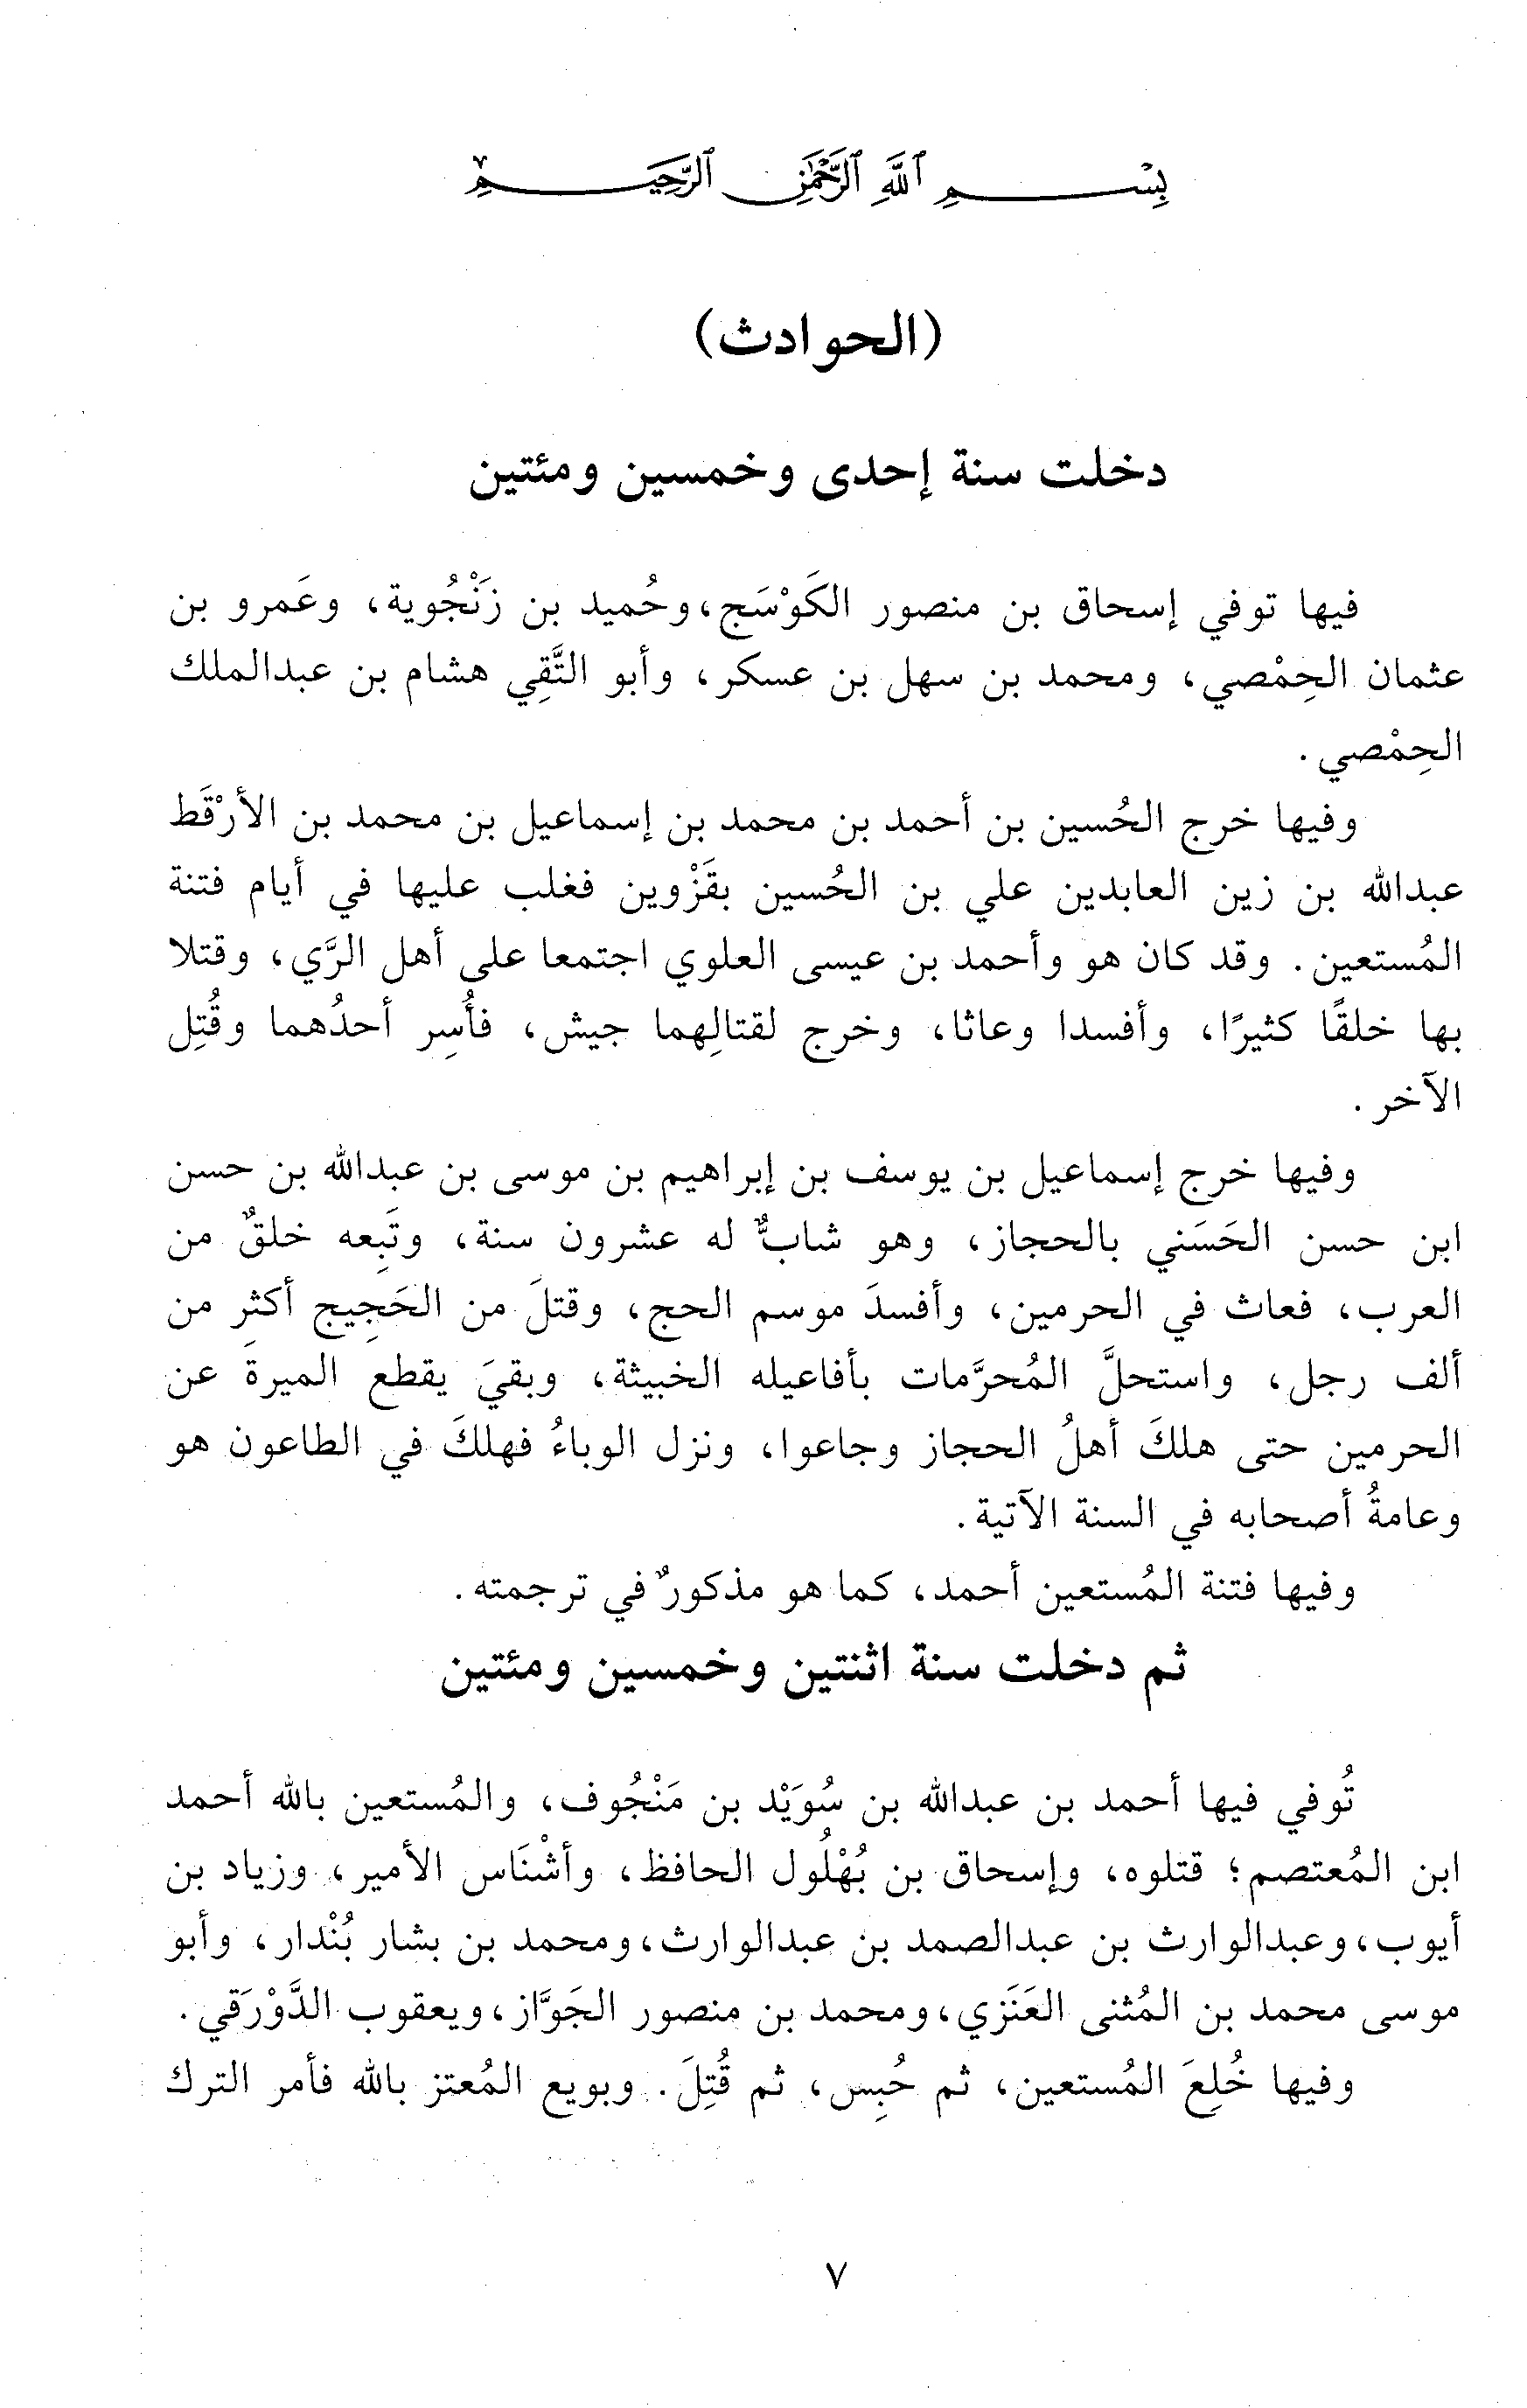 بِسْمِ ٱللَّهِ ٱلرَّحْمَٰنِ ٱلرَّحِيمِ
(الحوادث)
دخلت سنة إحدى وخمسين ومئتين
فيها توفي إسحاق بن منصور الكَوْسَج، وحُميد بن زَنْجُوية، وعَمرو بن
عثمان الحِمْصي، ومحمد بن سهل بن عسكر، وأبو التَّقِي هشام بن عبدالملك
الحِمْصي.
وفيها خرج الحُسين بن أحمد بن محمد بن إسماعيل بن محمد بن الأرْقَط
عبدالله بن زين العابدين علي بن الحُسين بقَزْوين فغلب عليها في أيام فتنة
المُستعين. وقد كان هو وأحمد بن عيسى العلوي اجتمعا على أهل الرَّي، وقتلا
بها خلقًا كثيرًا، وأفسدا وعاثا، وخرج لقتالِهما جيش، فأُسِر أحدُهما وقُتِل
الآخر.
وفيها خرج إسماعيل بن يوسف بن إبراهيم بن موسى بن عبدالله بن حسن
ابن حسن الحَسَني بالحجاز، وهو شابٌّ له عشرون سنة، وتَبِعه خلقٌ من
العرب، فعاث في الحرمين، وأفسدَ موسم الحج، وقتلَ من الحَجِيج أكثر من
ألف رجل، واستحلَّ المُحرَّمات بأفاعيله الخبيثة، وبقيَ يقطع الميرةَ عن
الحرمين حتى هلكَ أهلُ الحجاز وجاعوا، ونزل الوباءُ فهلكَ في الطاعون هو
وعامةُ أصحابه في السنة الآتية.
وفيها فتنة المُستعين أحمد، كما هو مذكورٌ في ترجمته.
ثم دخلت سنة اثنتين وخمسين ومئتين
تُوفي فيها أحمد بن عبدالله بن سُوَيْد بن مَنْجُوف، والمُستعين بالله أحمد
ابن المُعتصم؛ قتلوه، وإسحاق بن بُهْلُول الحافظ، وأشْنَاس الأمير، وزياد بن
أيوب، وعبدالوارث بن عبدالصمد بن عبدالوارث، ومحمد بن بشار بُنْدار، وأبو
موسى محمد بن المُثنى العَنَزي، ومحمد بن منصور الجَوَّاز، ويعقوب الدَّوْرَقي.
وفيها خُلِعَ المُستعين، ثم حُبِس، ثم قُتِلَ. وبويع المُعتز بالله فأمر الترك
٧